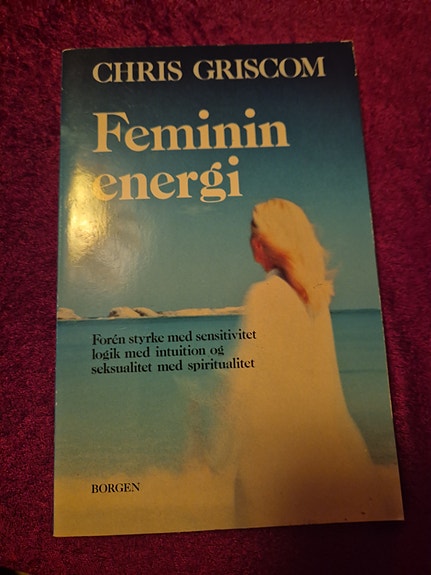 CHRIS GRISCOM
Feminin
energi
Forén styrke med sensitivitet
logik med intuition og
seksualitet med spiritualitet
BORGEN